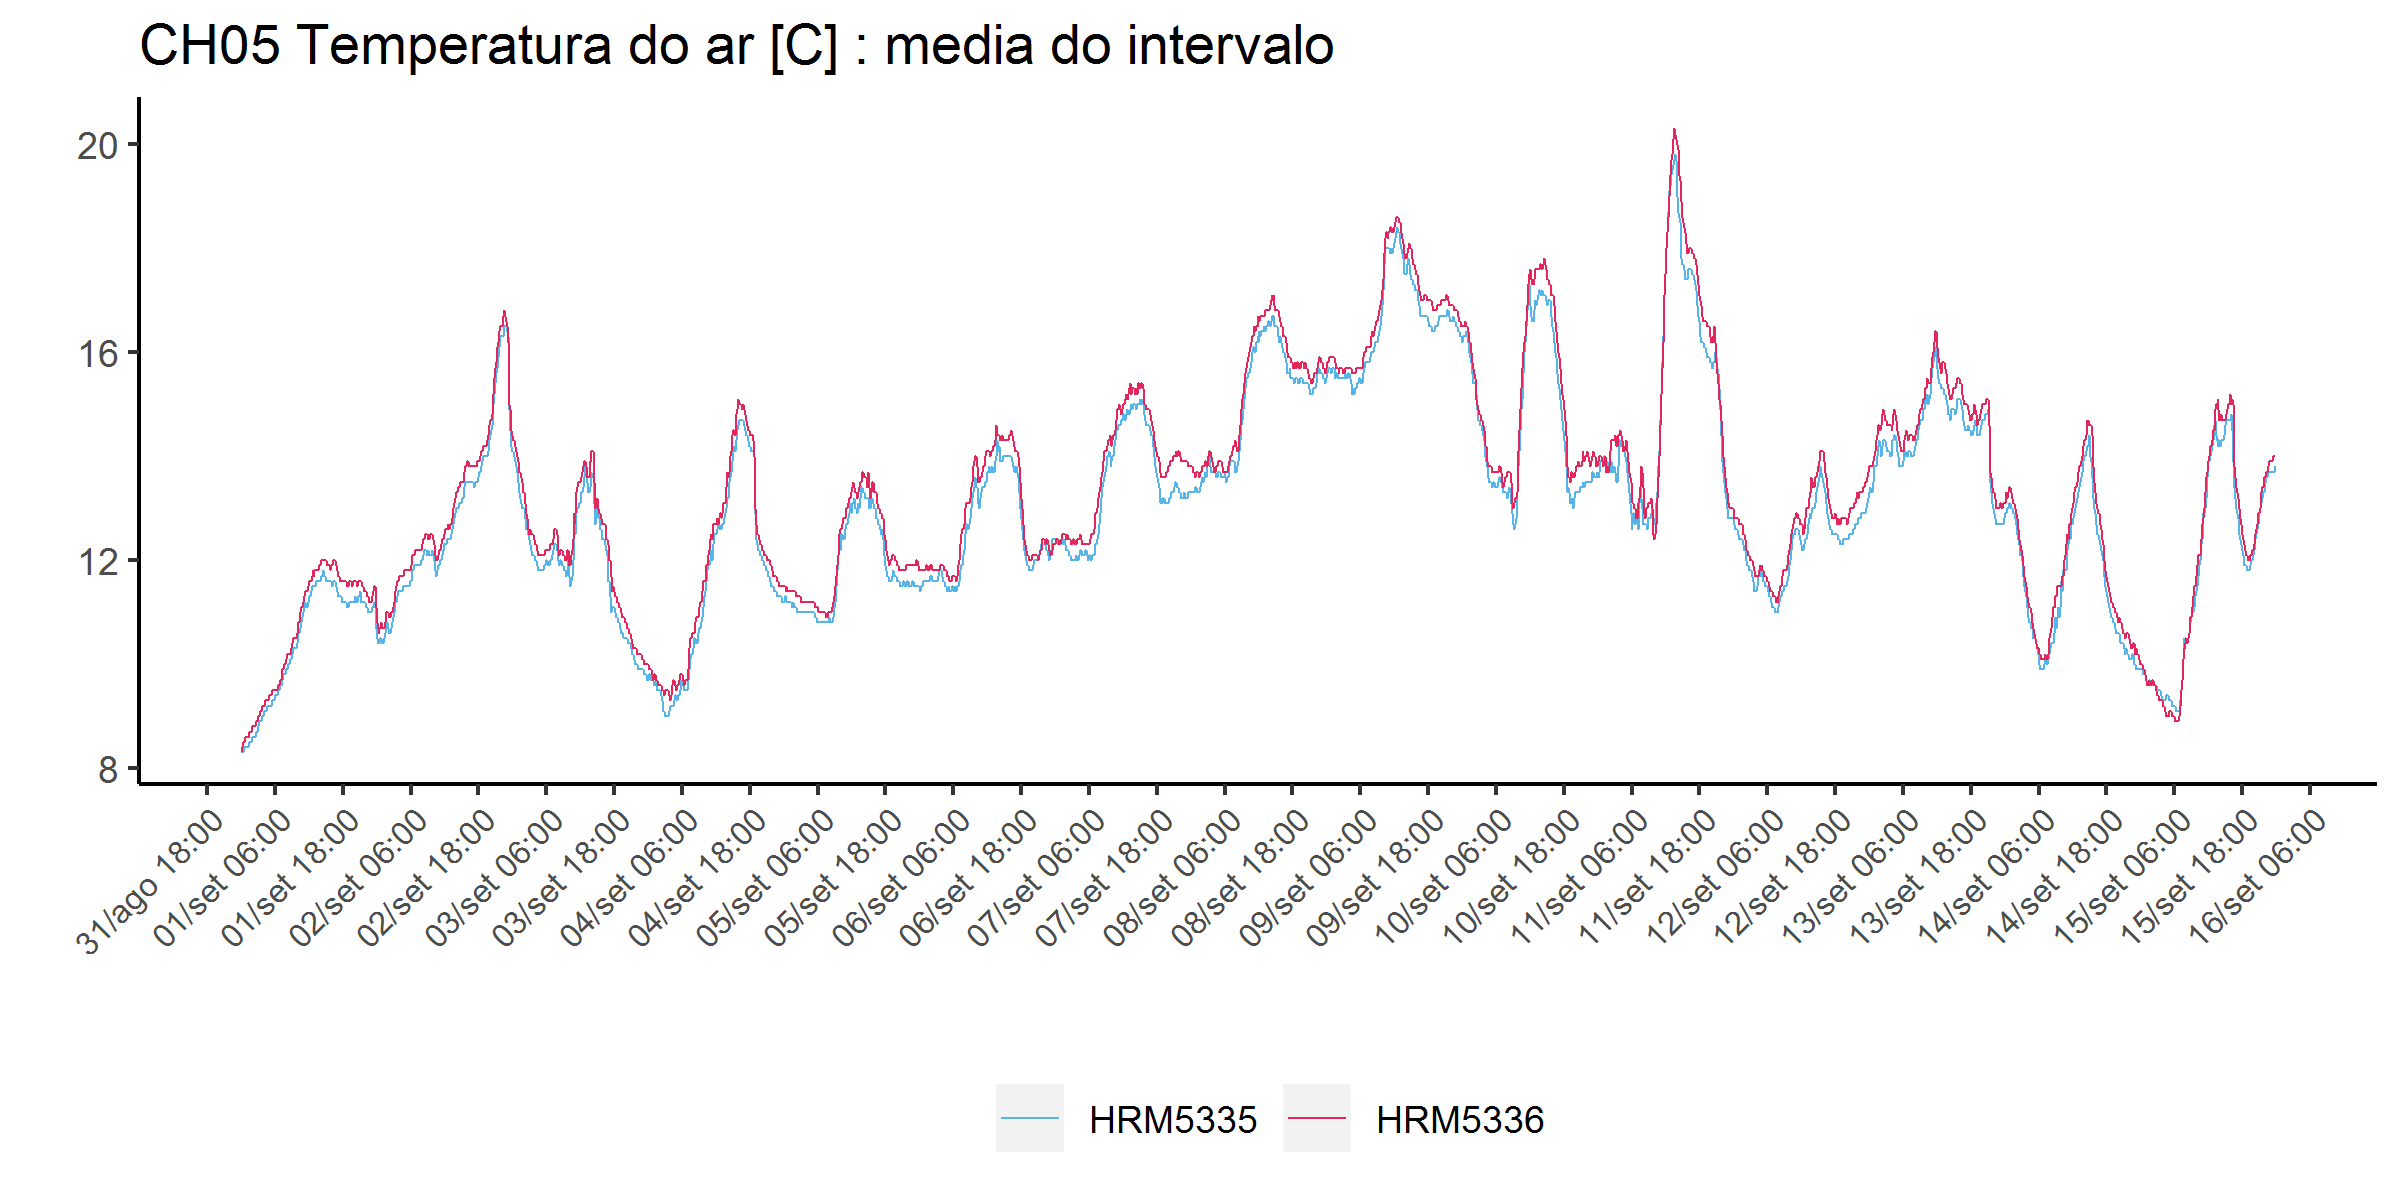 CH05 Temperatura do ar [C] : media do intervalo
20
16
12
8
31/ago 18:00
01/set 06:00
01/set 18:00
02/set 06:00
02/set 18:00
03/set 06:00
03/set 18:00
04/set 06:00
04/set 18:00
05/set 06:00
05/set 18:00
06/set 06:00
06/set 18:00
07/set 06:00
07/set 18:00
08/set 06:00
08/set 18:00
09/set 06:00
09/set 18:00
10/set 06:00
10/set 18:00
11/set 06:00
11/set 18:00
12/set 06:00
12/set 18:00
13/set 06:00
13/set 18:00
14/set 06:00
14/set 18:00
15/set 06:00
15/set 18:00
16/set 06:00
HRM5335 HRM5336